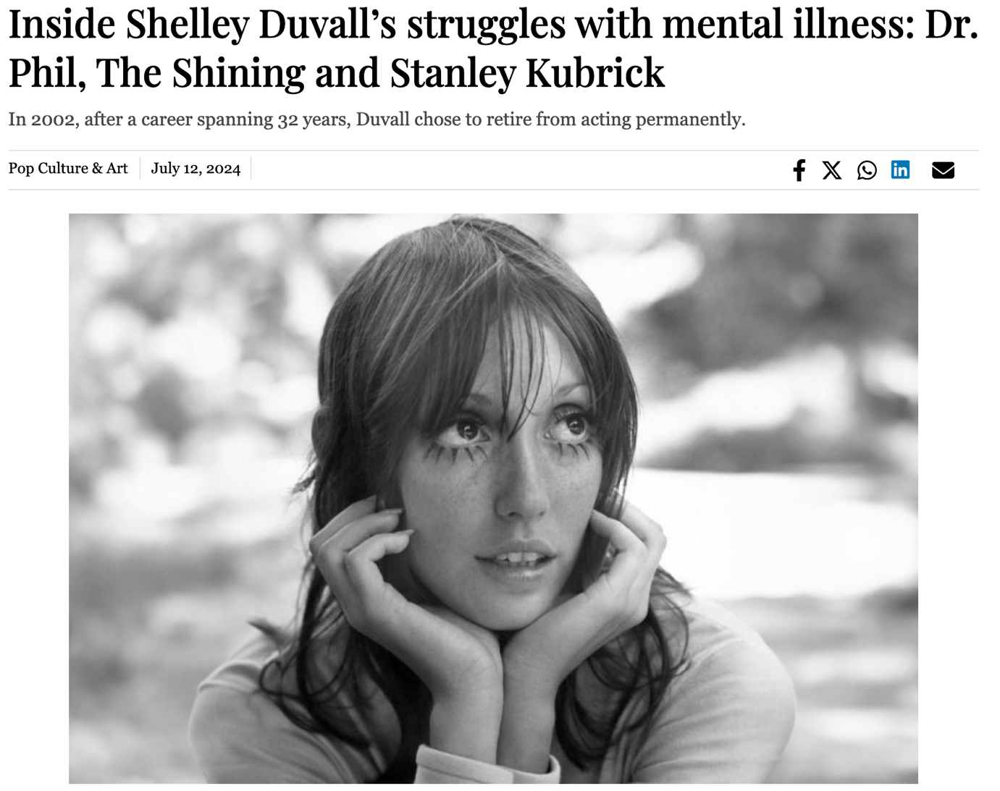 Inside Shelley Duvall’s struggles with mental illness: Dr.
Phil, The Shining and Stanley Kubrick
In 2002, after a career spanning 32 years, Duvall chose to retire from acting permanently.
Pop Culture & Art
July 12, 2024